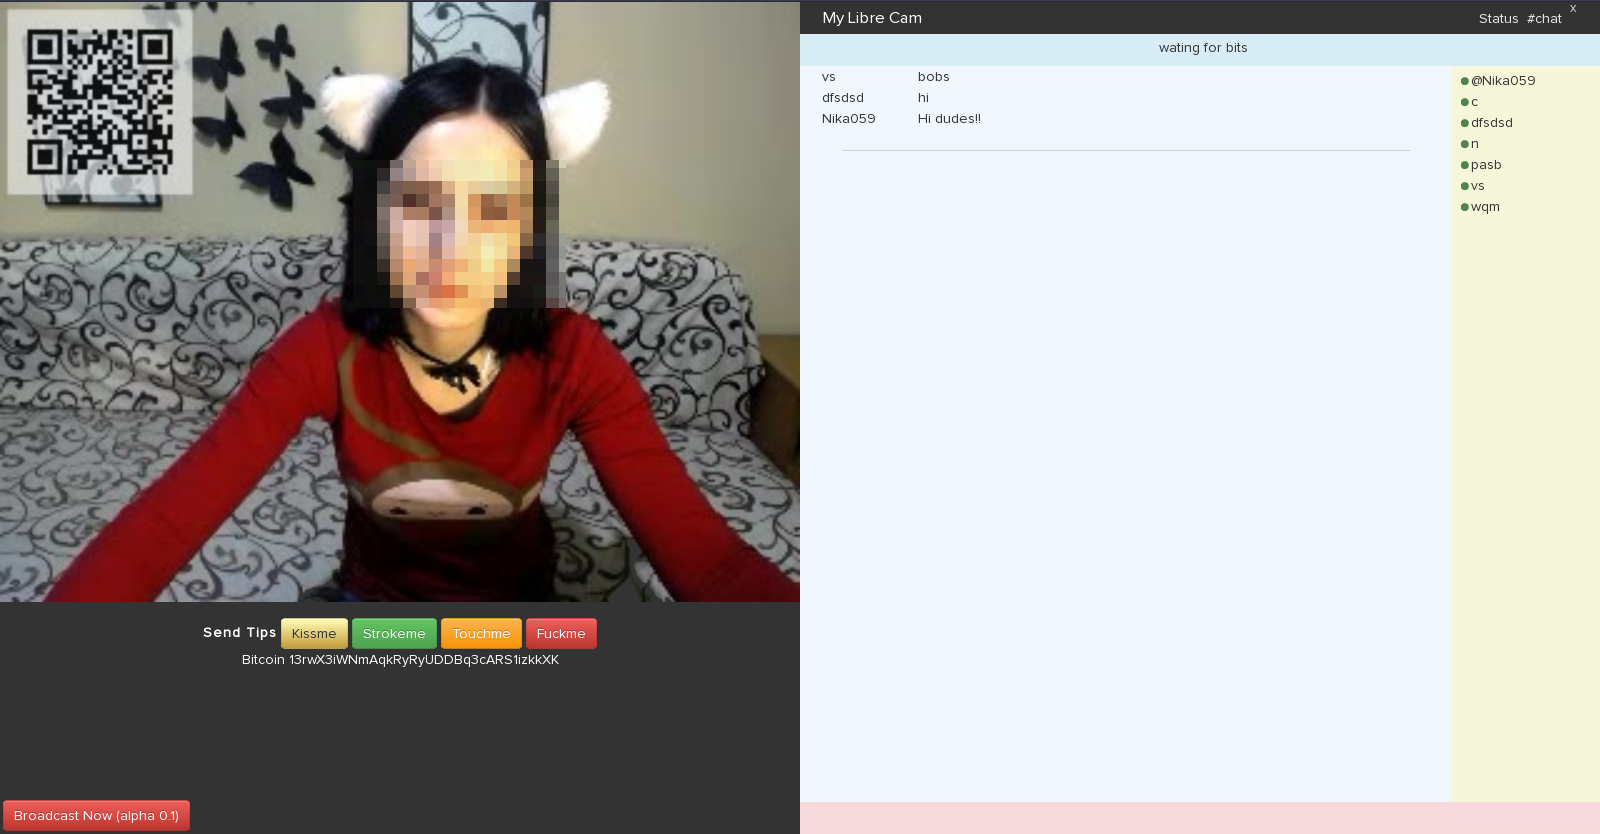 My Libre Cam
Status #chat x
wating for bits
vs bobs
dfsdsd hi
Nika059 Hi dudes!!
@Nika059
c
dfsdsd
n
pasb
vs
wqm
Send Tips Kissme Strokeme Touchme Fuckme
Bitcoin 13rwX3iWNmAqkRyRyUDDBq3cARS1izkkXK
Broadcast Now (alpha 0.1)